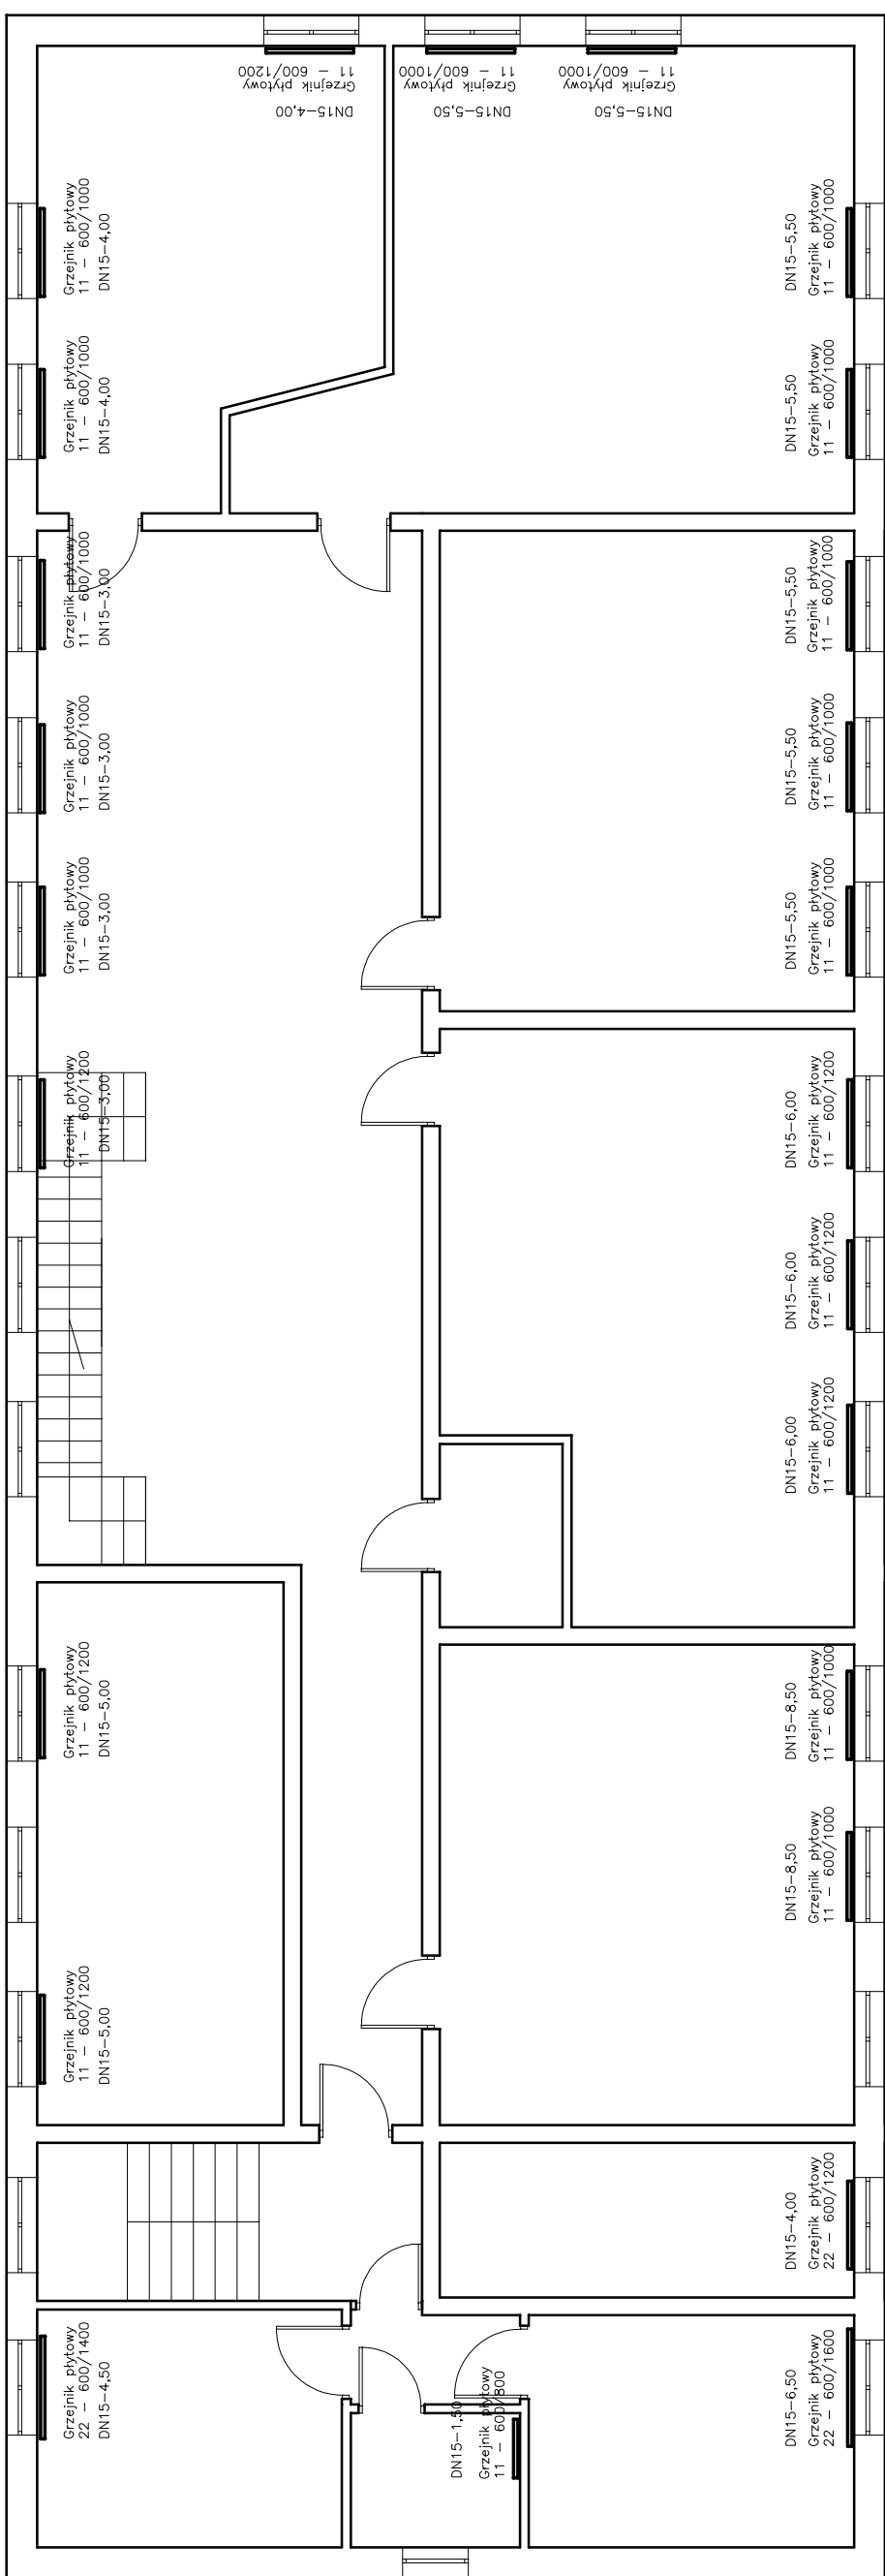 Grzejnik płytowy
11 – 600/1200
DN15–4,00
Grzejnik płytowy
11 – 600/1000
DN15–5,50
Grzejnik płytowy
11 – 600/1000
DN15–5,50
Grzejnik płytowy
11 – 600/1000
DN15–4,00
Grzejnik płytowy
11 – 600/1000
DN15–4,00
Grzejnik płytowy
11 – 600/1000
DN15–3,00
Grzejnik płytowy
11 – 600/1000
DN15–3,00
Grzejnik płytowy
11 – 600/1000
DN15–3,00
Grzejnik płytowy
11 – 600/1200
DN15–3,00
Grzejnik płytowy
11 – 600/1200
DN15–5,00
Grzejnik płytowy
11 – 600/1200
DN15–5,00
Grzejnik płytowy
22 – 600/1400
DN15–4,50
DN15–5,50
Grzejnik płytowy
11 – 600/1000
DN15–5,50
Grzejnik płytowy
11 – 600/1000
DN15–5,50
Grzejnik płytowy
11 – 600/1000
DN15–5,50
Grzejnik płytowy
11 – 600/1000
DN15–5,50
Grzejnik płytowy
11 – 600/1000
DN15–6,00
Grzejnik płytowy
11 – 600/1200
DN15–6,00
Grzejnik płytowy
11 – 600/1200
DN15–6,00
Grzejnik płytowy
11 – 600/1200
DN15–8,50
Grzejnik płytowy
11 – 600/1000
DN15–8,50
Grzejnik płytowy
11 – 600/1000
DN15–4,00
Grzejnik płytowy
22 – 600/1200
DN15–6,50
Grzejnik płytowy
22 – 600/1600
DN15–1,50
Grzejnik płytowy
11 – 600/800